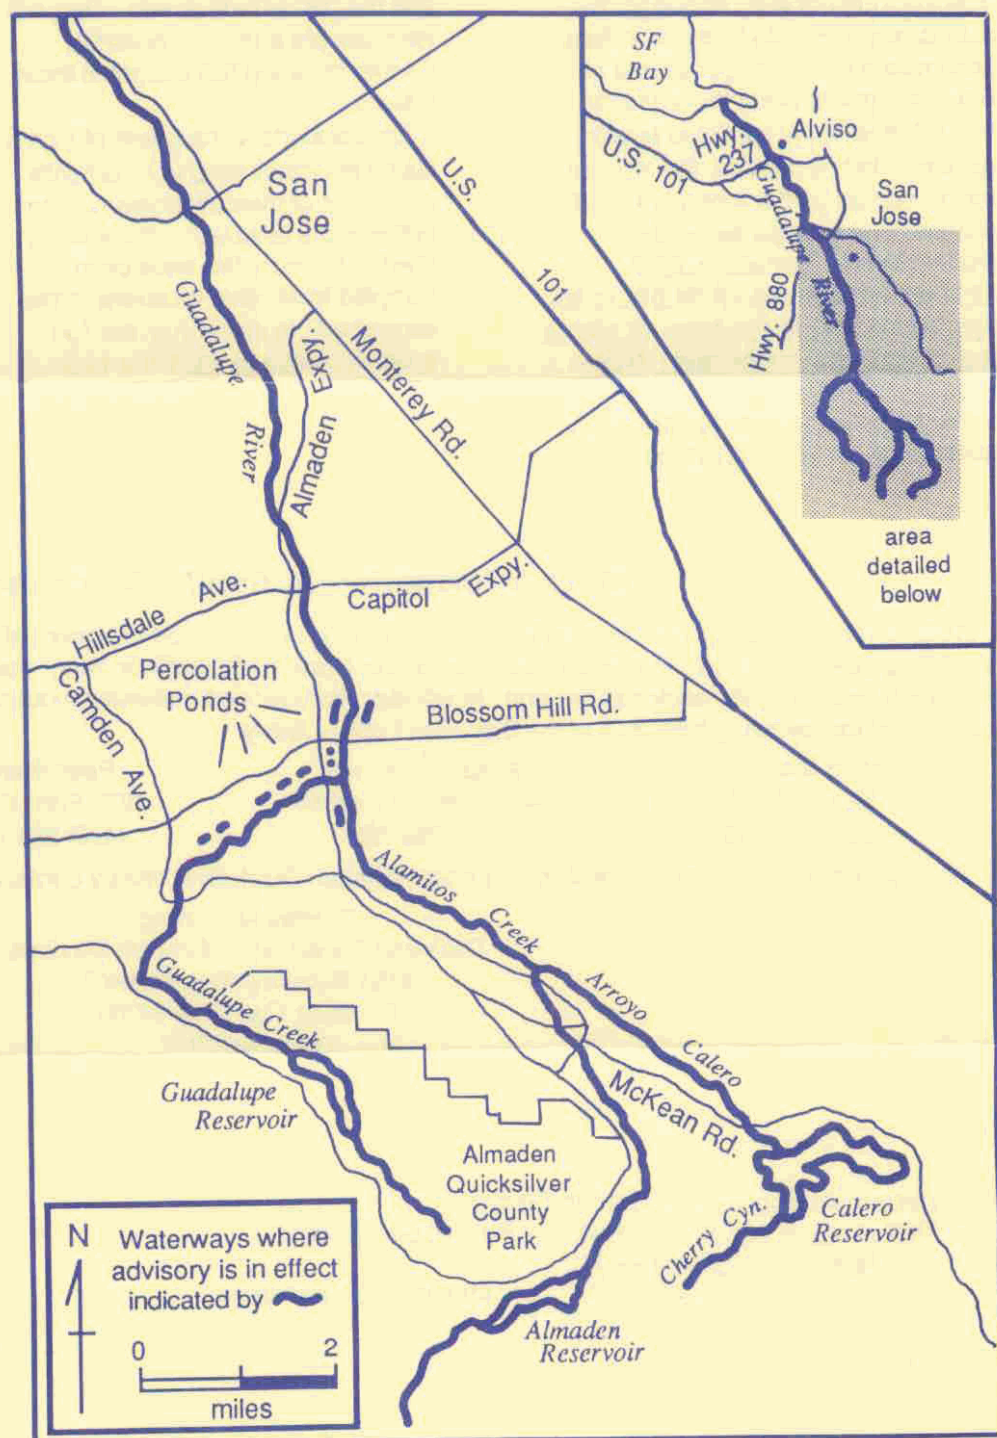 SF
Bay
Alviso
Hwy.
237
U.S. 101
San
Jose
Guadalupe River
Hwy. 880
area
detailed
below
San
Jose
U.S.
101
Guadalupe
River
Almaden Expy.
Monterey Rd.
Hillsdale Ave.
Capitol Expy.
Camden Ave.
Percolation
Ponds
Blossom Hill Rd.
Alamitos Creek
Arroyo Calero
Guadalupe Creek
McKean Rd.
Guadalupe
Reservoir
Almaden
Quicksilver
County
Park
Cherry Cyn.
Calero
Reservoir
Almaden
Reservoir
N
Waterways where
advisory is in effect
indicated by
0 2
miles